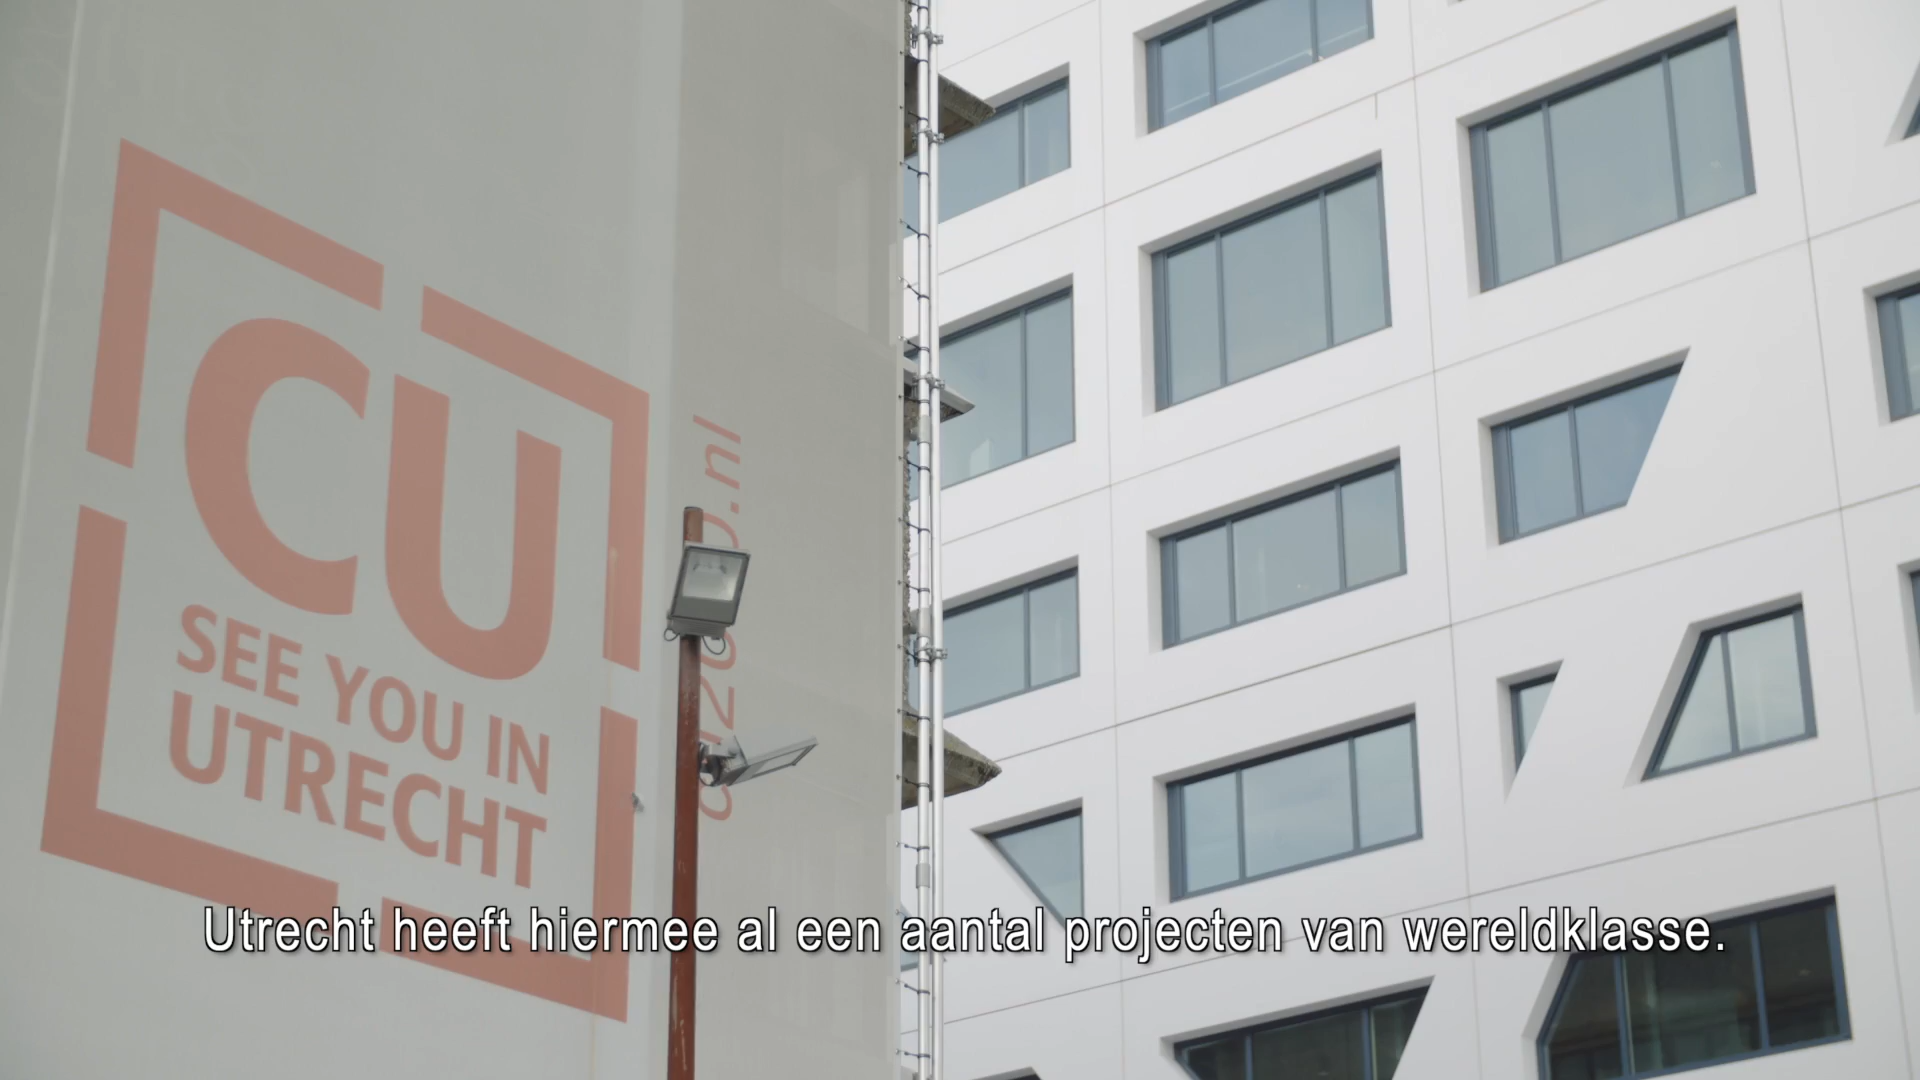 CU
SEE YOU IN
UTRECHT
Utrecht heeft hiermee al een aantal projecten van wereldklasse.